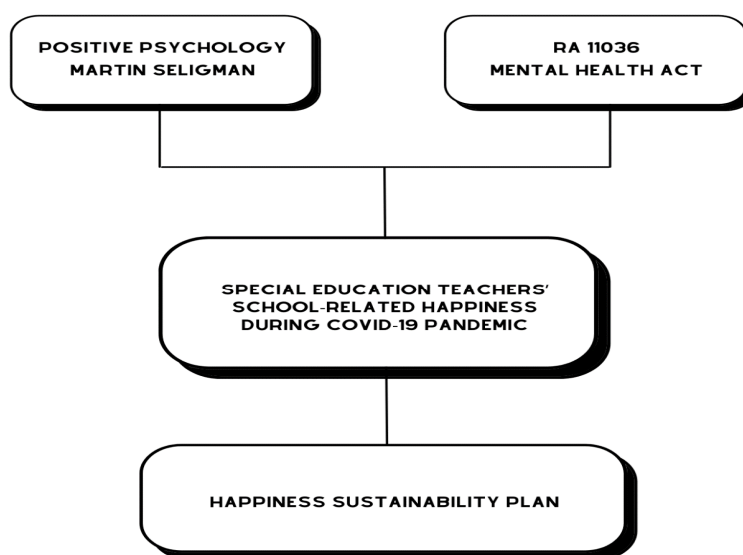 POSITIVE PSYCHOLOGY
MARTIN SELIGMAN
RA 11036
MENTAL HEALTH ACT
SPECIAL EDUCATION TEACHERS'
SCHOOL-RELATED HAPPINESS
DURING COVID-19 PANDEMIC
HAPPINESS SUSTAINABILITY PLAN